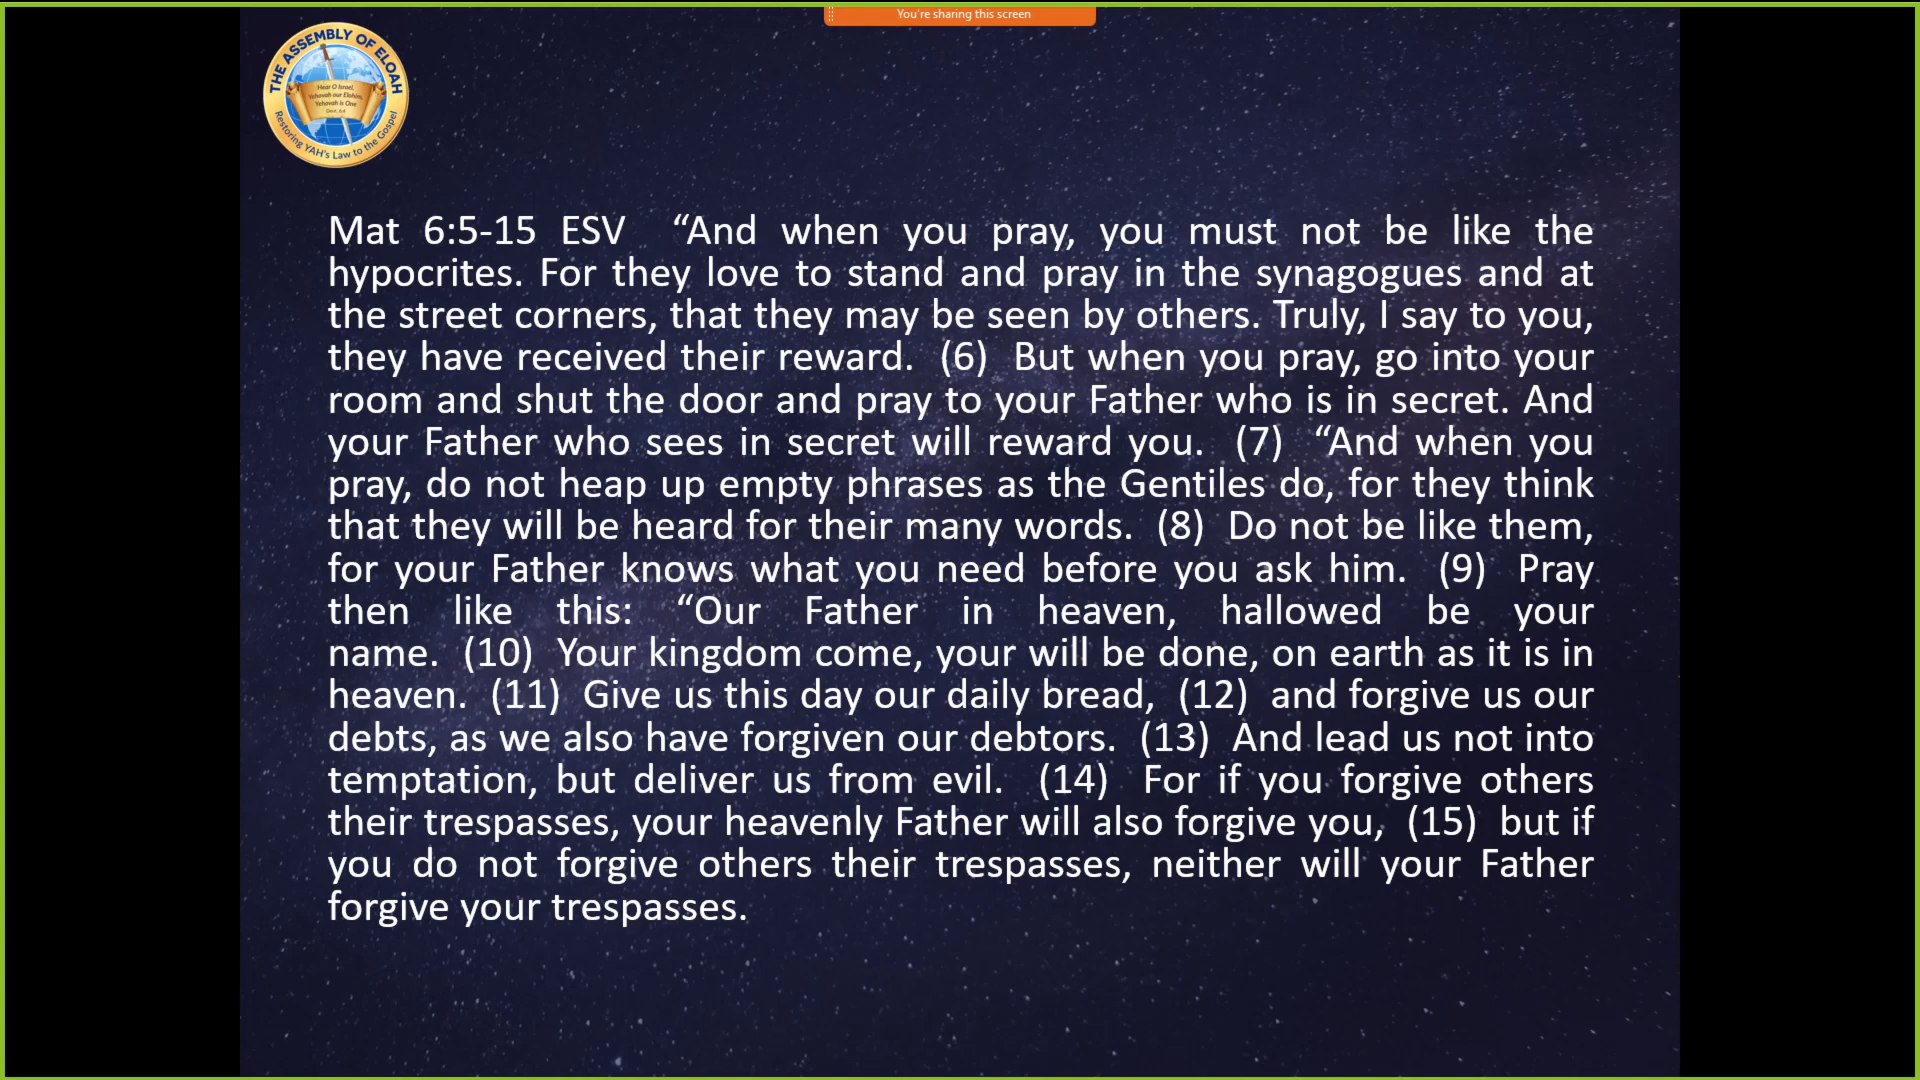 You're sharing this screen
THE ASSEMBLY OF ELOAH
Hear O Israel,
Yehovah our Elohim,
Yehovah is One
Deut. 6:4
Restoring YAH's Law to the Gospel
Mat 6:5-15 ESV “And when you pray, you must not be like the
hypocrites. For they love to stand and pray in the synagogues and at
the street corners, that they may be seen by others. Truly, I say to you,
they have received their reward. (6) But when you pray, go into your
room and shut the door and pray to your Father who is in secret. And
your Father who sees in secret will reward you. (7) “And when you
pray, do not heap up empty phrases as the Gentiles do, for they think
that they will be heard for their many words. (8) Do not be like them,
for your Father knows what you need before you ask him. (9) Pray
then like this: “Our Father in heaven, hallowed be your
name. (10) Your kingdom come, your will be done, on earth as it is in
heaven. (11) Give us this day our daily bread, (12) and forgive us our
debts, as we also have forgiven our debtors. (13) And lead us not into
temptation, but deliver us from evil. (14) For if you forgive others
their trespasses, your heavenly Father will also forgive you, (15) but if
you do not forgive others their trespasses, neither will your Father
forgive your trespasses.